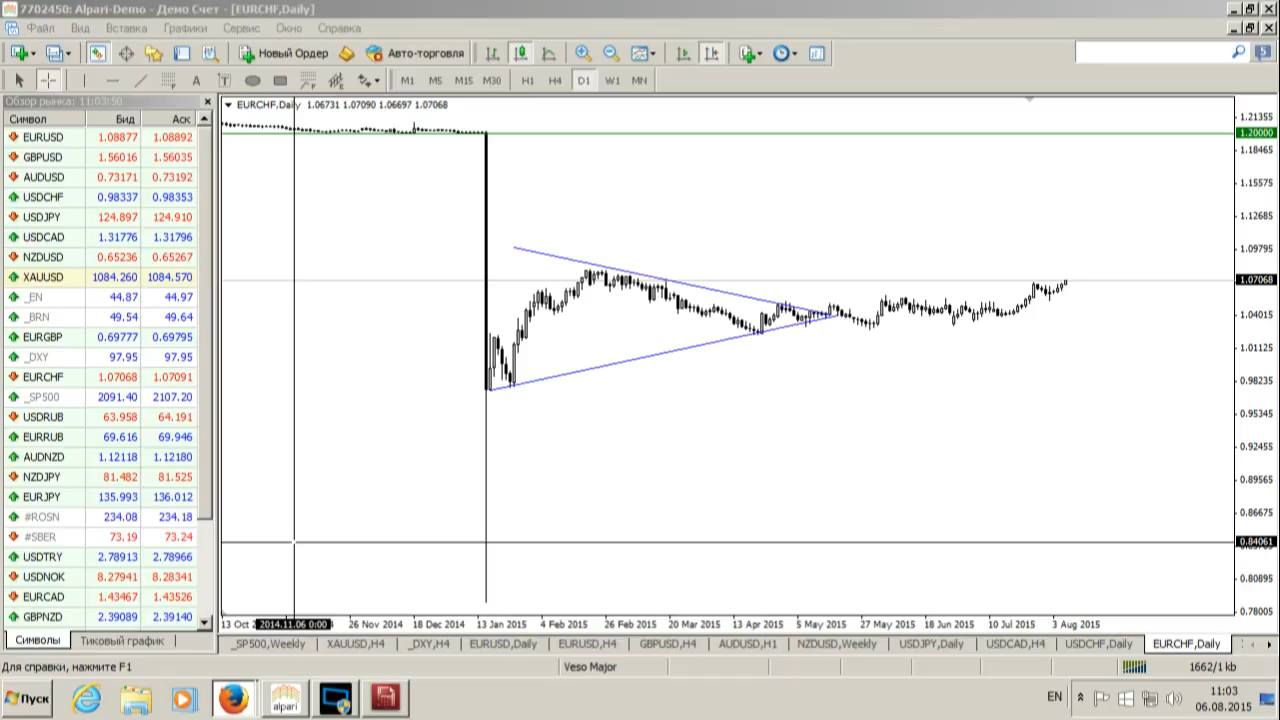 7702450: Alpari-Demo - Демо Счет - [EURCHF,Daily]
Файл Вид Вставка Графики Сервис Окно Справка
Новый Ордер Авто-торговля 5
A T M1 M5 M15 M30 H1 H4 D1 W1 MN
Обзор рынка: 11:03:50
Символ Бид Аск
EURUSD 1.08877 1.08892
GBPUSD 1.56016 1.56035
AUDUSD 0.73171 0.73192
USDCHF 0.98337 0.98353
USDJPY 124.897 124.910
USDCAD 1.31776 1.31796
NZDUSD 0.65236 0.65267
XAUUSD 1084.260 1084.570
_EN 44.87 44.97
_BRN 49.54 49.64
EURGBP 0.69777 0.69795
_DXY 97.95 97.95
EURCHF 1.07068 1.07091
_SP500 2091.40 2107.20
USDRUB 63.958 64.191
EURRUB 69.616 69.946
AUDNZD 1.12118 1.12180
NZDJPY 81.482 81.525
EURJPY 135.993 136.012
#ROSN 234.08 234.18
#SBER 73.19 73.24
USDTRY 2.78913 2.78966
USDNOK 8.27941 8.28341
EURCAD 1.43467 1.43526
GBPNZD 2.39089 2.39140
Символы Тиковый график
EURCHF,Daily 1.06731 1.07090 1.06697 1.07068
1.21355
1.20000
1.18465
1.15575
1.12685
1.09795
1.07068
1.04015
1.01125
0.98235
0.95345
0.92455
0.89565
0.86675
0.84061
0.80895
0.78005
13 Oct 2014.11.06 0:00 26 Nov 2014 18 Dec 2014 13 Jan 2015 4 Feb 2015 26 Feb 2015 20 Mar 2015 13 Apr 2015 5 May 2015 27 May 2015 18 Jun 2015 10 Jul 2015 3 Aug 2015
_SP500,Weekly XAUUSD,H4 _DXY,H4 EURUSD,Daily EURUSD,H4 GBPUSD,H4 AUDUSD,H1 NZDUSD,Weekly USDJPY,Daily USDCAD,H4 USDCHF,Daily EURCHF,Daily
Для справки, нажмите F1 Veso Major 1662/1 kb
Пуск alpari EN 11:03
06.08.2015